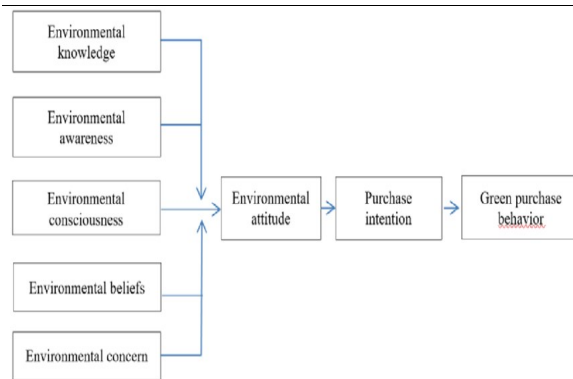 Environmental
knowledge
Environmental
awareness
Environmental
consciousness
Environmental beliefs
Environmental concern
Environmental
attitude
Purchase
intention
Green purchase
behavior